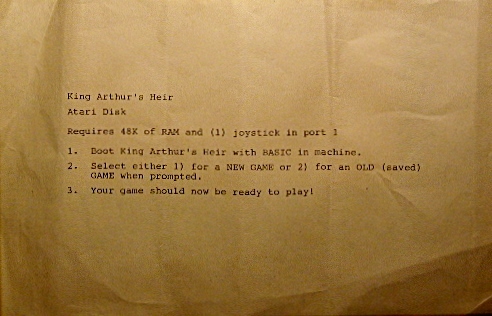 King Arthur's Heir
Atari Disk
Requires 48K of RAM and (1) joystick in port 1
1. Boot King Arthur's Heir with BASIC in machine.
2. Select either 1) for a NEW GAME or 2) for an OLD (saved)
GAME when prompted.
3. Your game should now be ready to play!